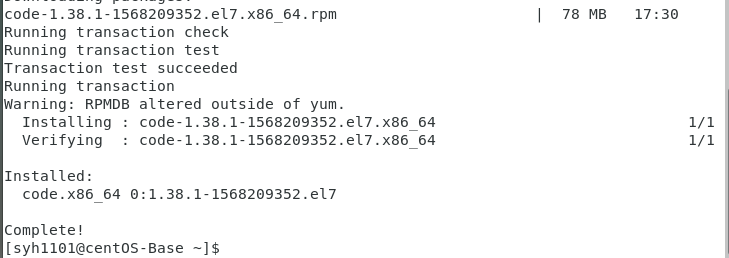 code-1.38.1-1568209352.el7.x86_64.rpm | 78 MB 17:30
Running transaction check
Running transaction test
Transaction test succeeded
Running transaction
Warning: RPMDB altered outside of yum.
  Installing : code-1.38.1-1568209352.el7.x86_64 1/1
  Verifying  : code-1.38.1-1568209352.el7.x86_64 1/1

Installed:
  code.x86_64 0:1.38.1-1568209352.el7

Complete!
[syh1101@centOS-Base ~]$